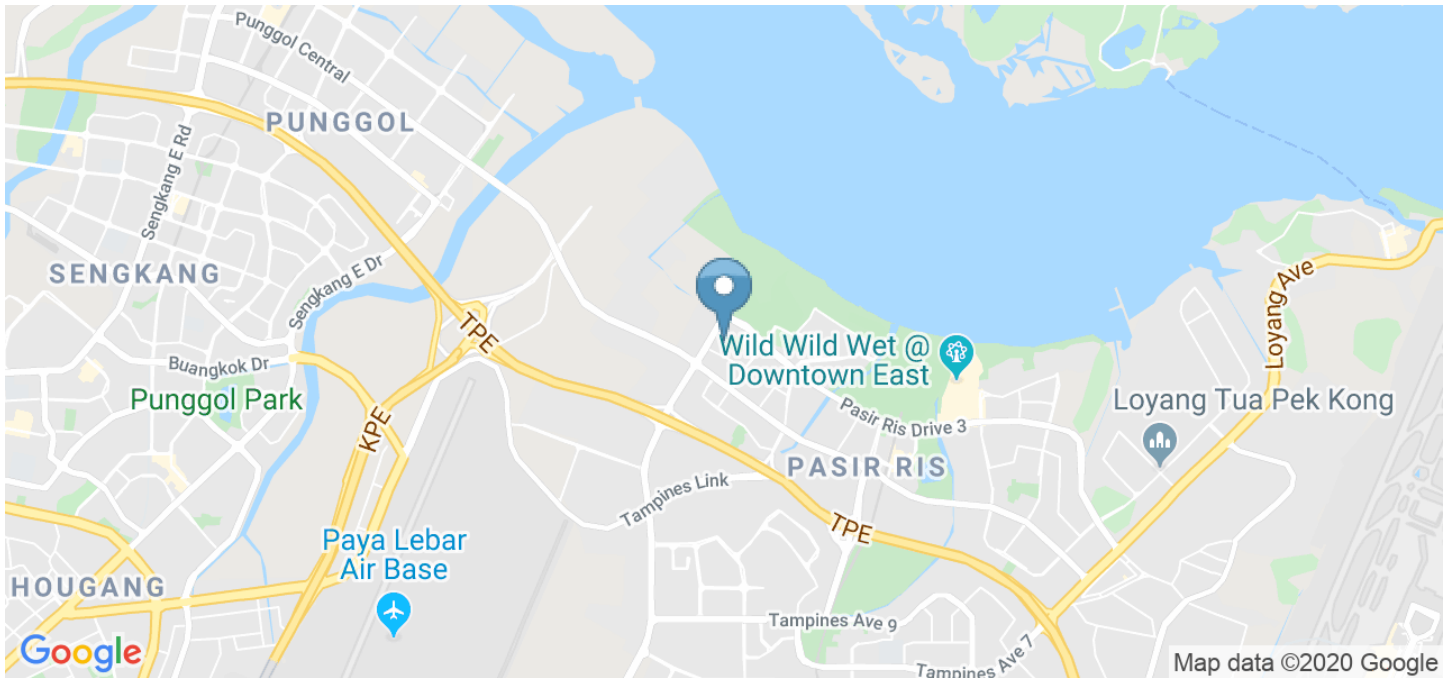 Punggol Central
PUNGGOL
Sengkang E Rd
SENGKANG
Sengkang E Dr
Loyang Ave
TPE
Buangkok Dr
Wild Wild Wet @
Downtown East
Punggol Park
Loyang Tua Pek Kong
KPE
Pasir Ris Drive 3
PASIR RIS
Tampines Link
TPE
Paya Lebar
Air Base
HOUGANG
Tampines Ave 9
Tampines Ave 7
Google
Map data ©2020 Google